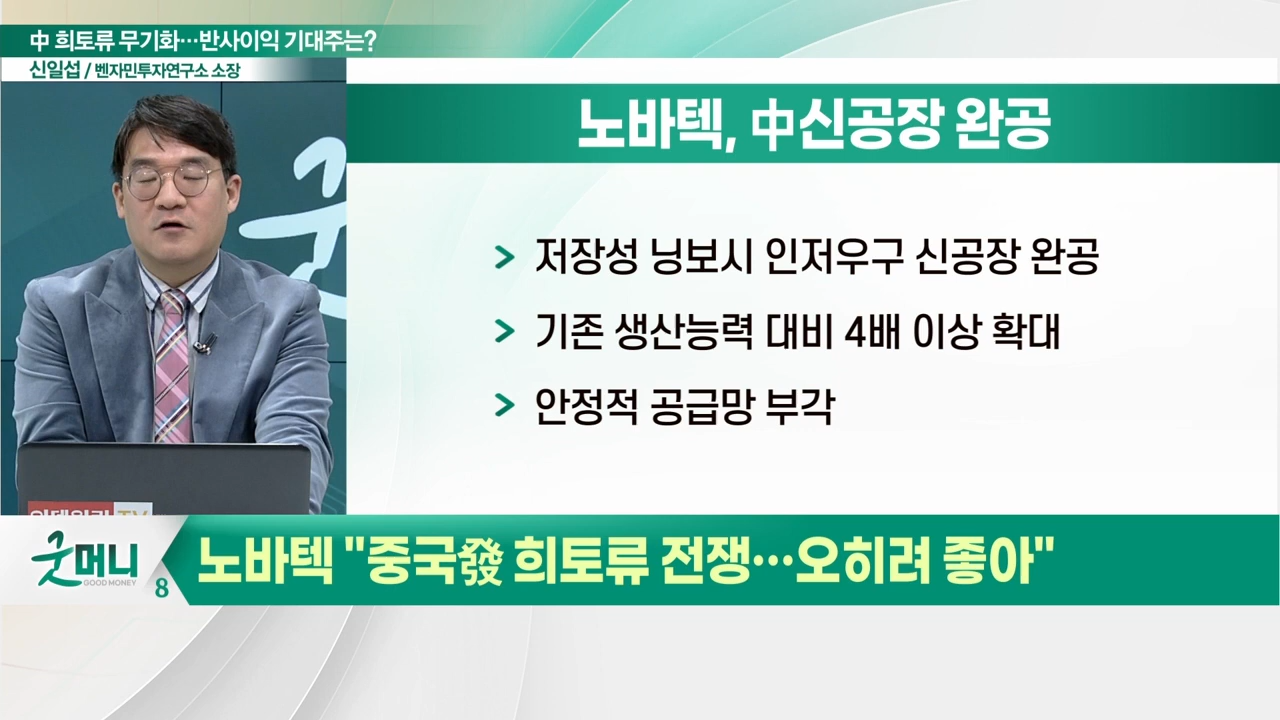 中 희토류 무기화…반사이익 기대주는?
신일섭 / 벤자민투자연구소 소장
노바텍, 中신공장 완공
> 저장성 닝보시 인저우구 신공장 완공
> 기존 생산능력 대비 4배 이상 확대
> 안정적 공급망 부각
굿머니
GOOD MONEY
8
노바텍 "중국發 희토류 전쟁…오히려 좋아"